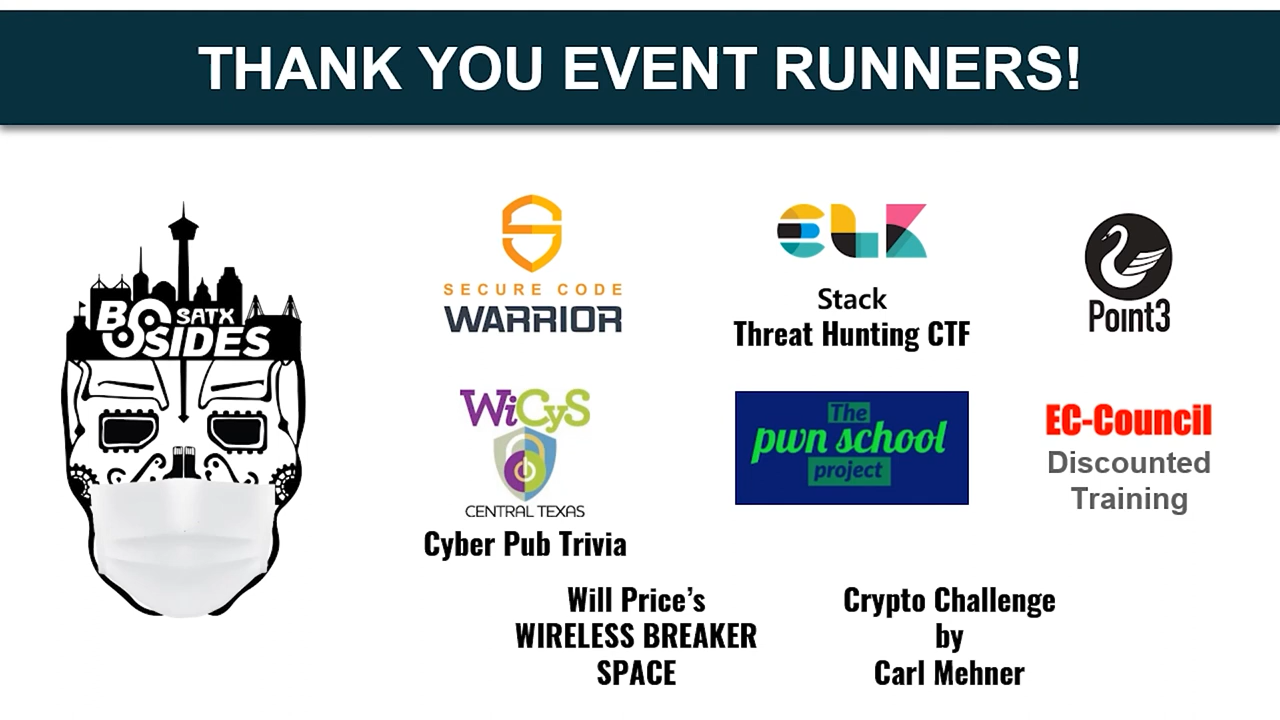 THANK YOU EVENT RUNNERS!
BSIDES SATX
SECURE CODE
WARRIOR
ELK
Stack
Threat Hunting CTF
Point3
WiCyS
CENTRAL TEXAS
Cyber Pub Trivia
The
pwn school
project
EC-Council
Discounted
Training
Will Price’s
WIRELESS BREAKER
SPACE
Crypto Challenge
by
Carl Mehner